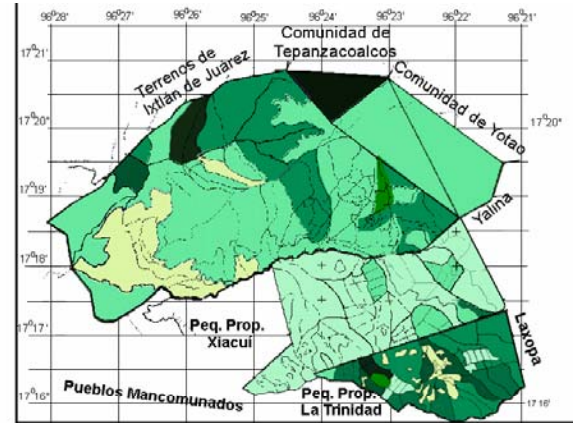 96°28' 96°27' 96°26' 96°25' 96°24' 96°23' 96°22' 96°21'
Comunidad de
Tepanzacoalcos
Terrenos de
Ixtlán de Juárez
Comunidad de Yotao
17°21'
17°20'
17°20"
17°19'
Yalina
17°18'
17°17'
Peq. Prop.
Xiacuí
Laxopa
Pueblos Mancomunados
Peq. Prop.
La Trinidad
17°16'
17 16'